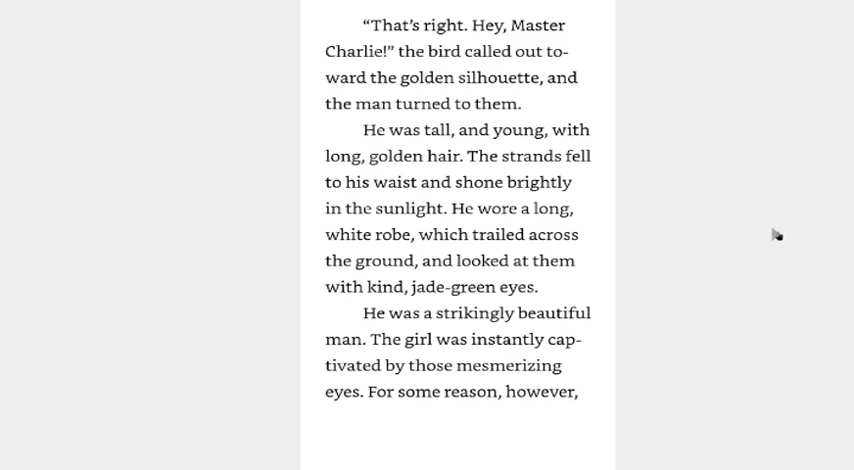 “That’s right. Hey, Master
Charlie!” the bird called out to-
ward the golden silhouette, and
the man turned to them.
He was tall, and young, with
long, golden hair. The strands fell
to his waist and shone brightly
in the sunlight. He wore a long,
white robe, which trailed across
the ground, and looked at them
with kind, jade-green eyes.
He was a strikingly beautiful
man. The girl was instantly cap-
tivated by those mesmerizing
eyes. For some reason, however,